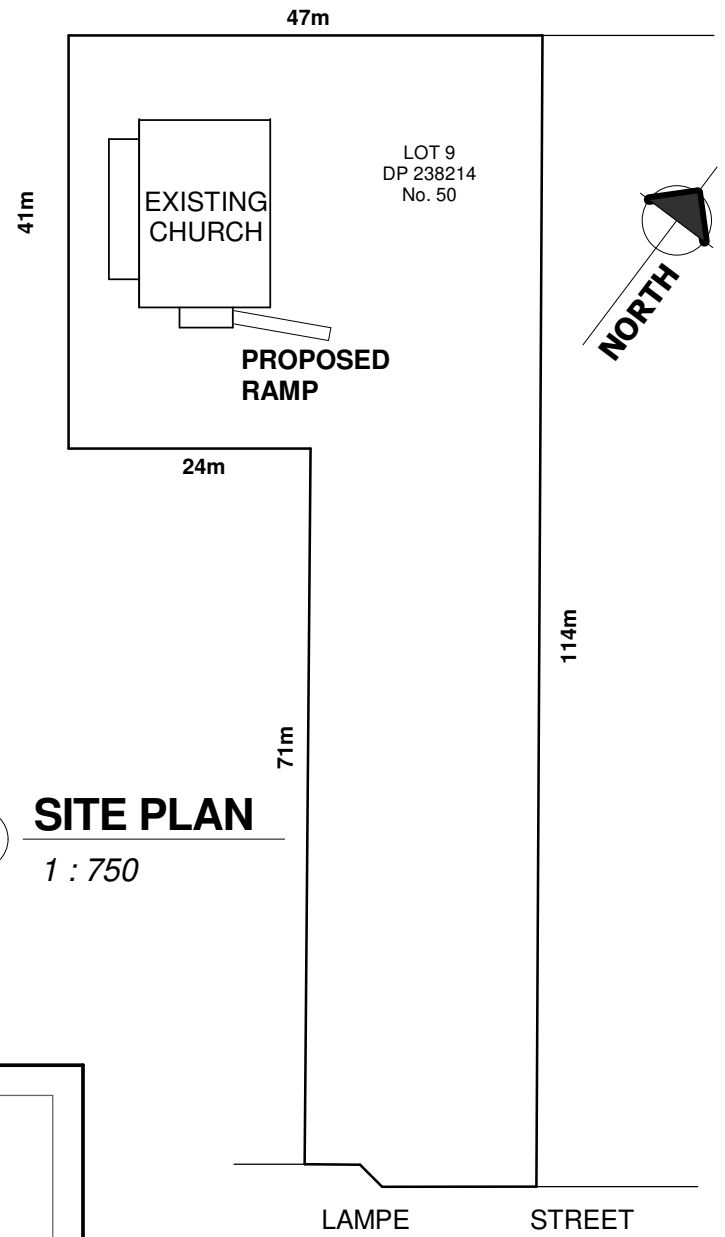 47m
LOT 9
DP 238214
No. 50
41m
EXISTING
CHURCH
NORTH
PROPOSED
RAMP
24m
114m
71m
SITE PLAN
1 : 750
LAMPE STREET